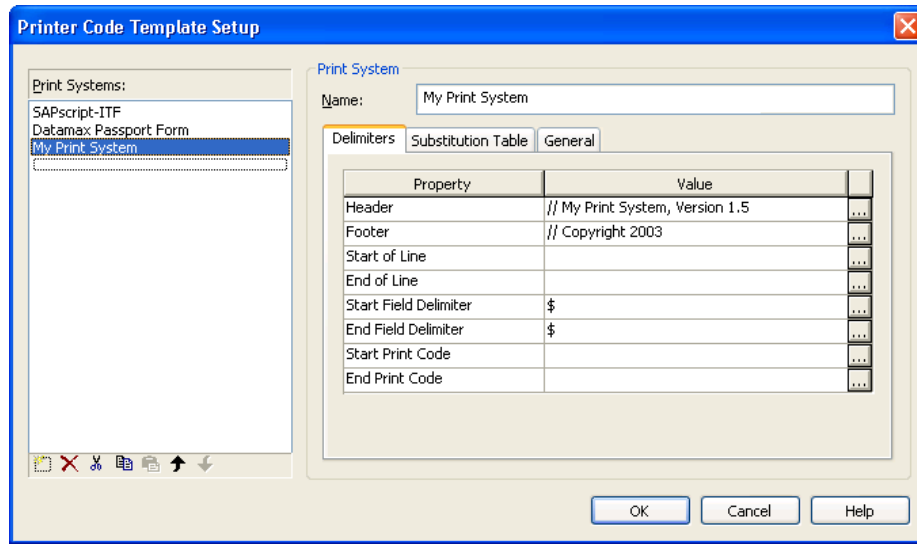 Printer Code Template Setup
Print Systems:
SAPscript-ITF
Datamax Passport Form
My Print System
Print System
Name: My Print System
Delimiters Substitution Table General
Property Value
Header // My Print System, Version 1.5 ...
Footer // Copyright 2003 ...
Start of Line ...
End of Line ...
Start Field Delimiter $ ...
End Field Delimiter $ ...
Start Print Code ...
End Print Code ...
OK Cancel Help